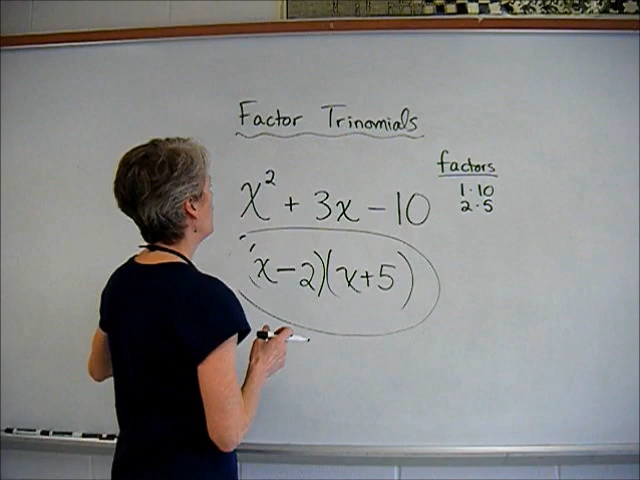 Factor Trinomials
factors
1·10
2·5
x² + 3x - 10
(x-2)(x+5)